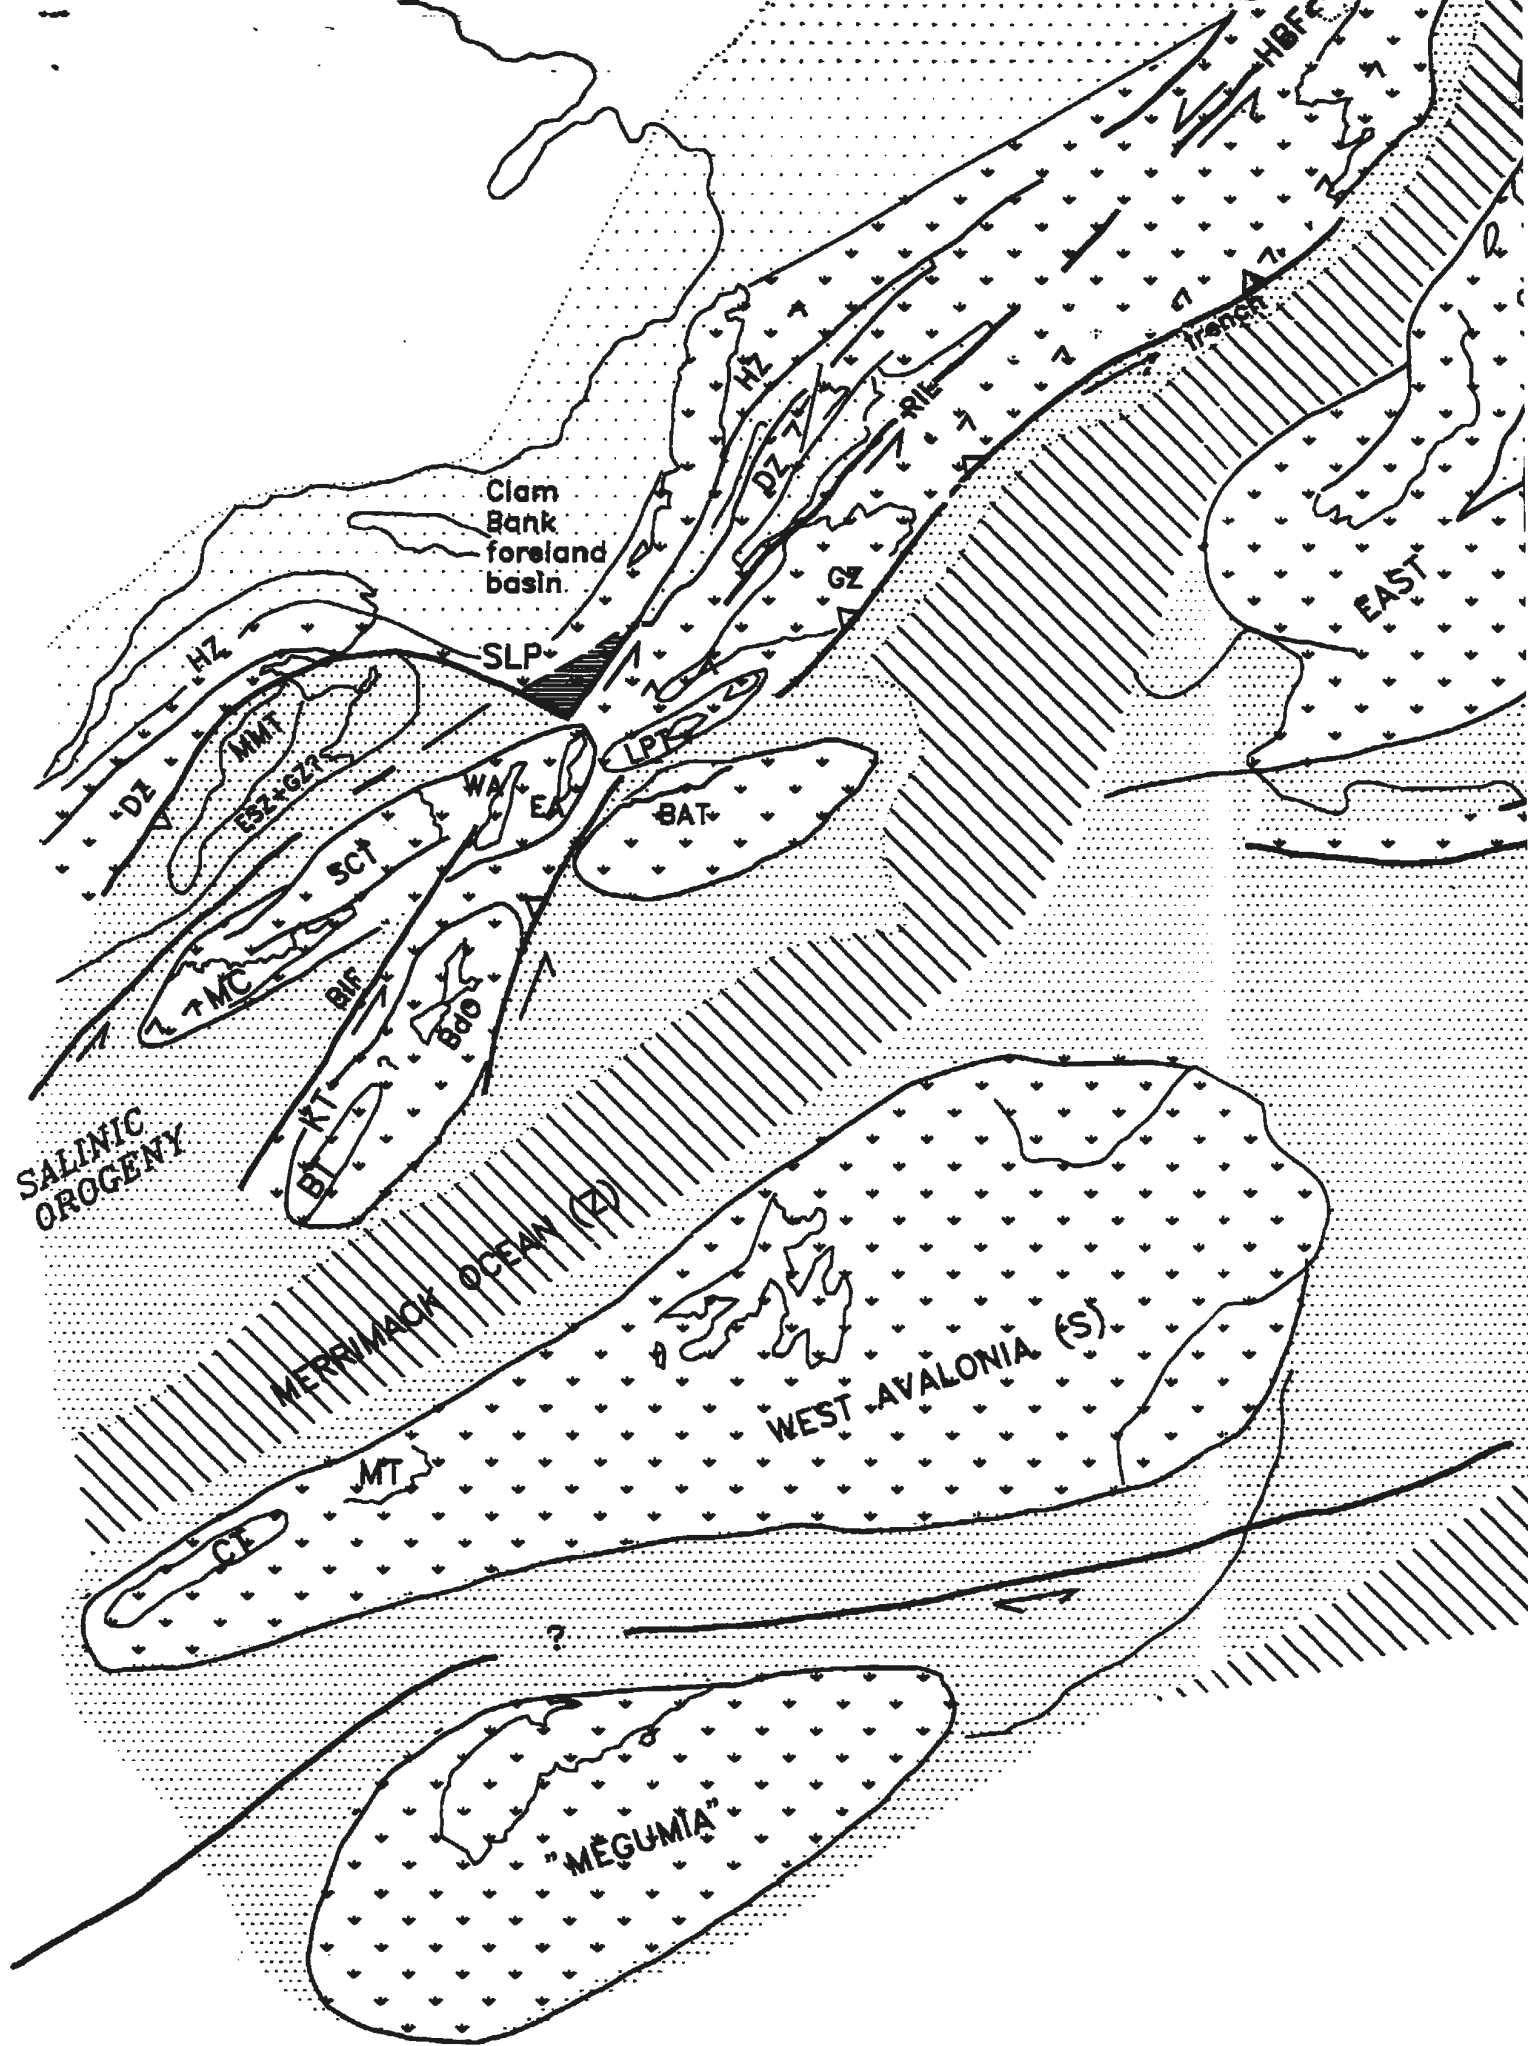 HBF
trench
HZ
RIL
DZ
Clam
Bank
foreland
basin
GZ
EAST
SLP
HZ
MMT
LPT
DZ
ESZ+GZ?
WA
EA
BAT
SCT
MC
BIF
BdO
?
KT
BT
SALINIC
OROGENY
MERRIMACK OCEAN (Z)
WEST AVALONIA (S)
MT
CT
?
"MEGUMIA"